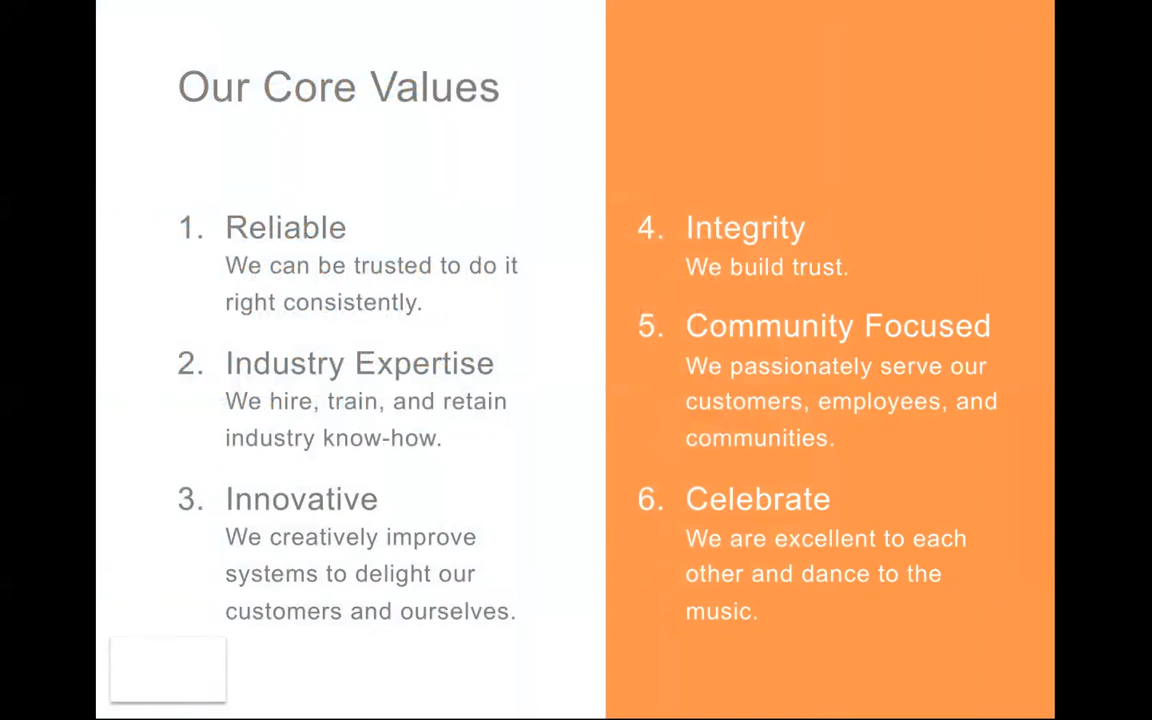 Our Core Values
1. Reliable
We can be trusted to do it
right consistently.
2. Industry Expertise
We hire, train, and retain
industry know-how.
3. Innovative
We creatively improve
systems to delight our
customers and ourselves.
4. Integrity
We build trust.
5. Community Focused
We passionately serve our
customers, employees, and
communities.
6. Celebrate
We are excellent to each
other and dance to the
music.